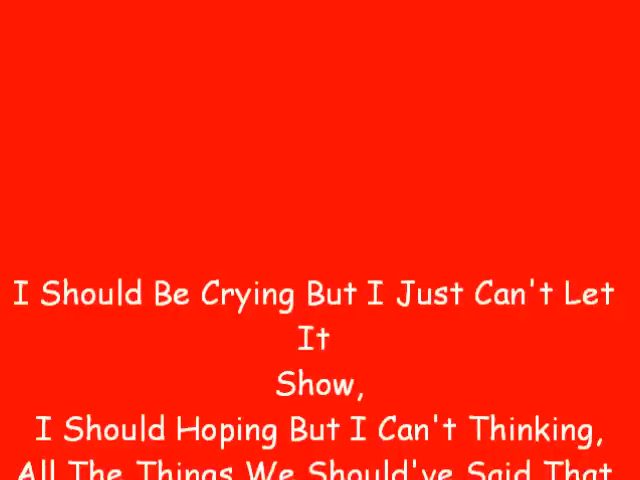 I Should Be Crying But I Just Can't Let
It
Show,
I Should Hoping But I Can't Thinking,
All The Things We Should've Said That